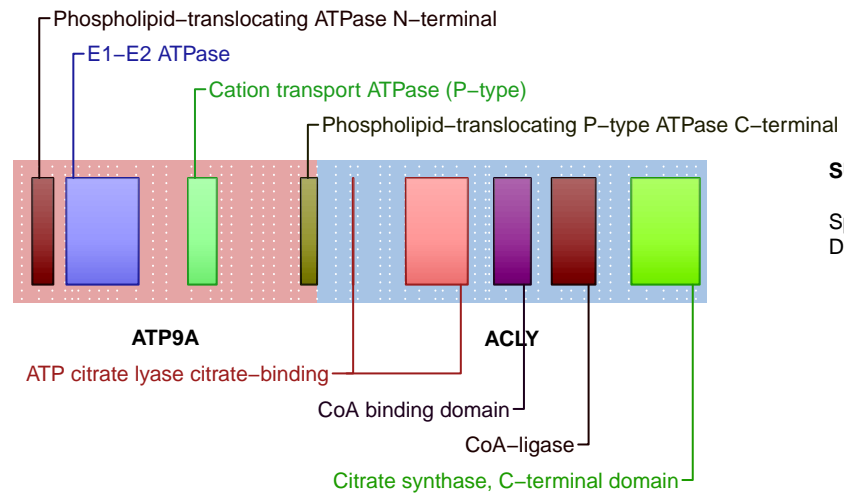 Phospholipid−translocating ATPase N−terminal
E1−E2 ATPase
Cation transport ATPase (P−type)
Phospholipid−translocating P−type ATPase C−terminal
ATP9A
ACLY
ATP citrate lyase citrate−binding
CoA binding domain
CoA−ligase
Citrate synthase, C−terminal domain